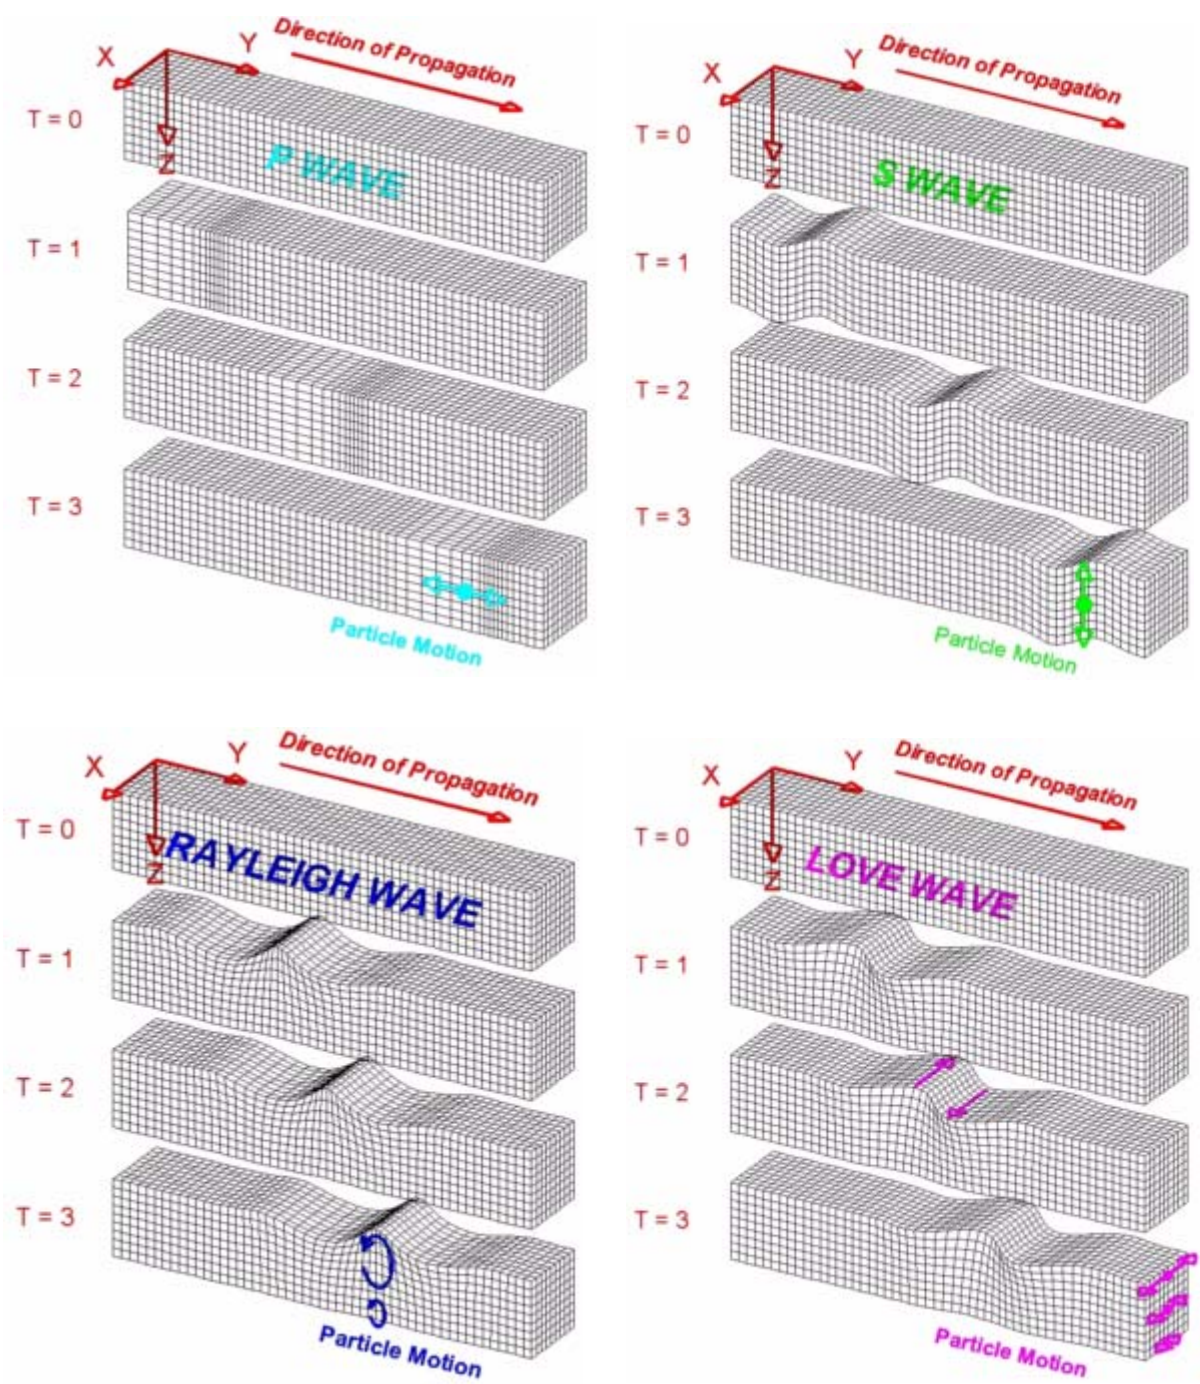 X
Y
Direction of Propagation
T = 0
Z
P WAVE
T = 1
T = 2
T = 3
Particle Motion
X
Y
Direction of Propagation
T = 0
Z
S WAVE
T = 1
T = 2
T = 3
Particle Motion
X
Y
Direction of Propagation
T = 0
Z
RAYLEIGH WAVE
T = 1
T = 2
T = 3
Particle Motion
X
Y
Direction of Propagation
T = 0
Z
LOVE WAVE
T = 1
T = 2
T = 3
Particle Motion